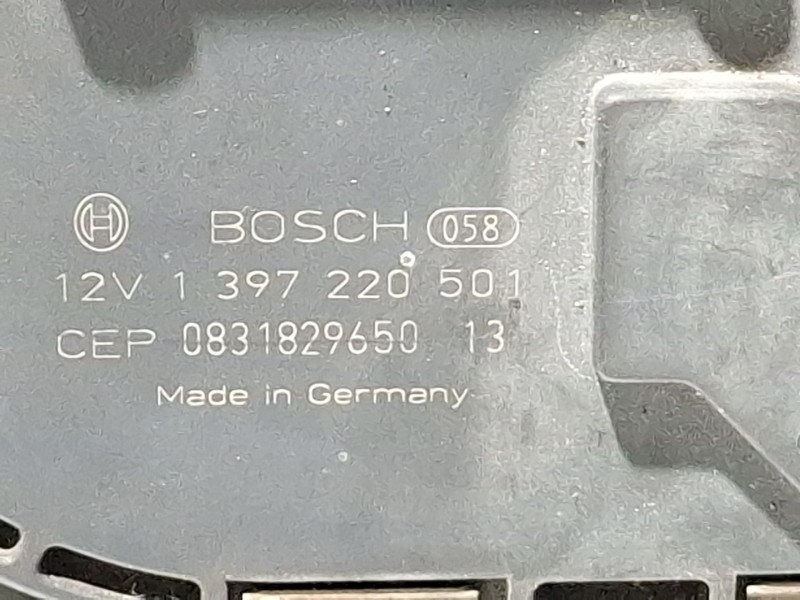 BOSCH 058
12V 1 397 220 501
CEP 0831829650 13
Made in Germany